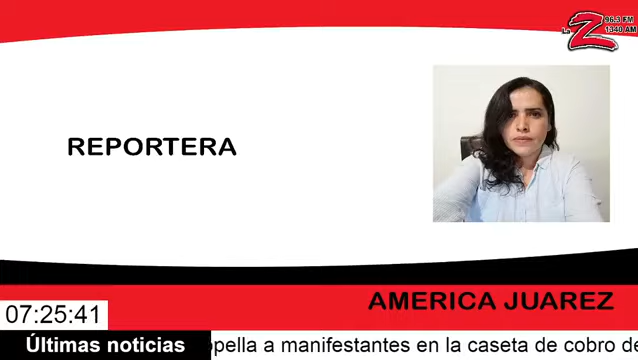 La Z 96.3 FM
1340 AM
REPORTERA
AMERICA JUAREZ
07:25:41
Últimas noticias
pella a manifestantes en la caseta de cobro de